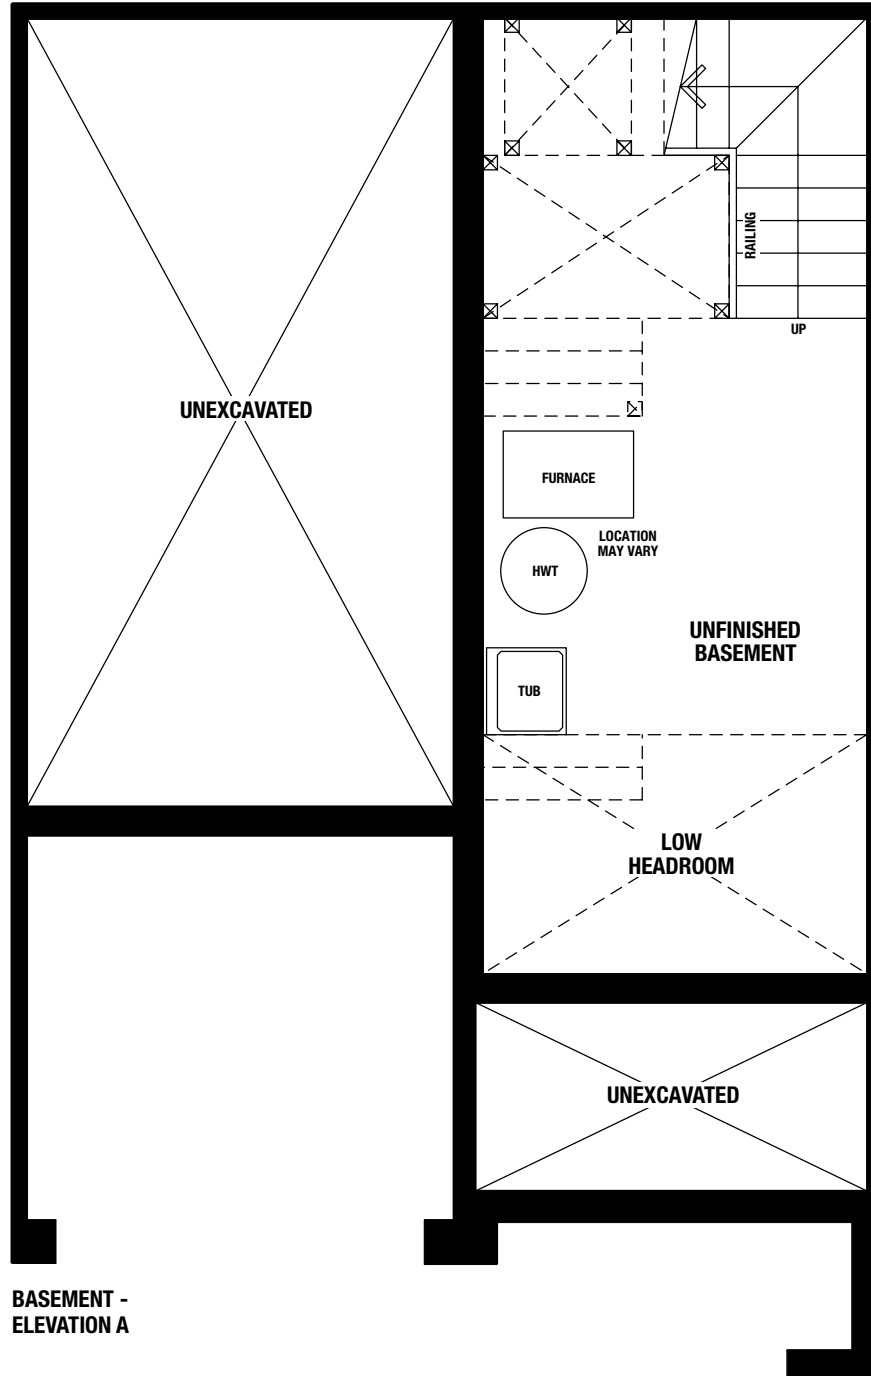 RAILING
UP
UNEXCAVATED
FURNACE
LOCATION
MAY VARY
HWT
UNFINISHED
BASEMENT
TUB
LOW
HEADROOM
UNEXCAVATED
BASEMENT -
ELEVATION A